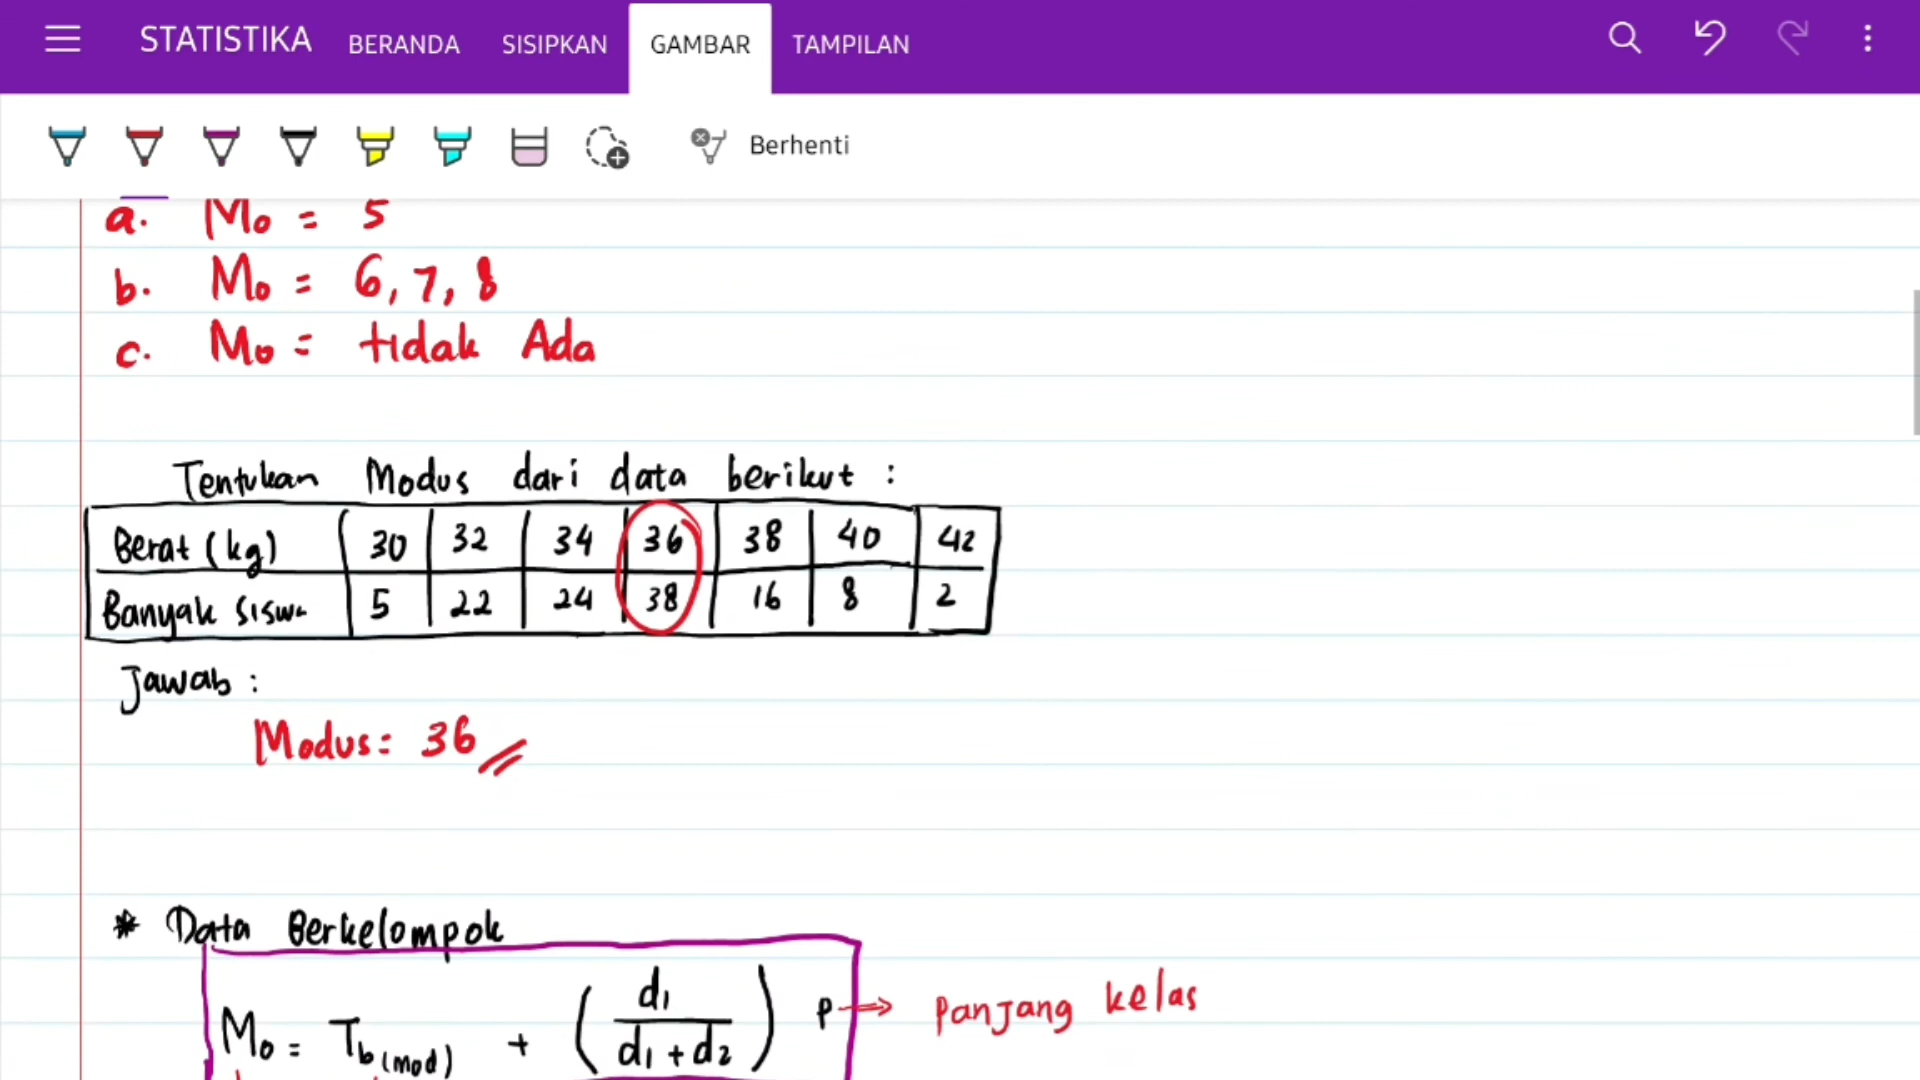 STATISTIKA BERANDA SISIPKAN GAMBAR TAMPILAN
Berhenti
a. Mo = 5
b. Mo = 6, 7, 8
c. Mo = tidak Ada
Tentukan Modus dari data berikut :
Berat (kg) 30 32 34 36 38 40 42
Banyak Siswa 5 22 24 38 16 8 2
Jawab :
Modus = 36
* Data Berkelompok
Mo = Tb(mod) + (d1 / d1 + d2) P → Panjang kelas